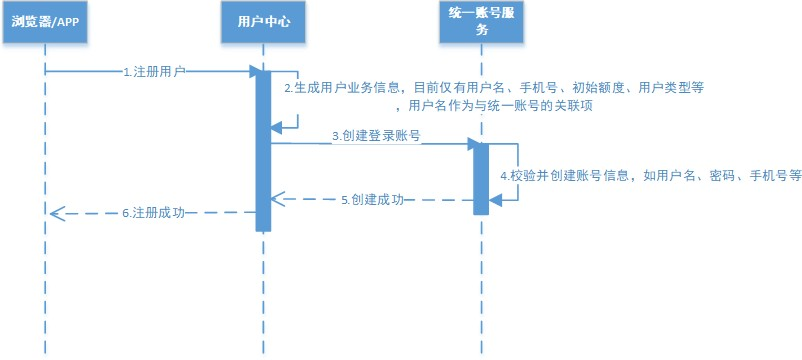 浏览器/APP
用户中心
统一账号服
务
1.注册用户
2.生成用户业务信息，目前仅有用户名、手机号、初始额度、用户类型等
，用户名作为与统一账号的关联项
3.创建登录账号
4.校验并创建账号信息，如用户名、密码、手机号等
5.创建成功
6.注册成功